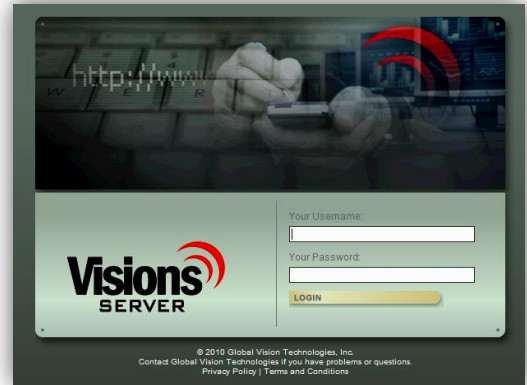 http://www
W E R
Your Username:
Your Password:
LOGIN
Visions
SERVER
© 2010 Global Vision Technologies, Inc.
Contact Global Vision Technologies if you have problems or questions.
Privacy Policy | Terms and Conditions